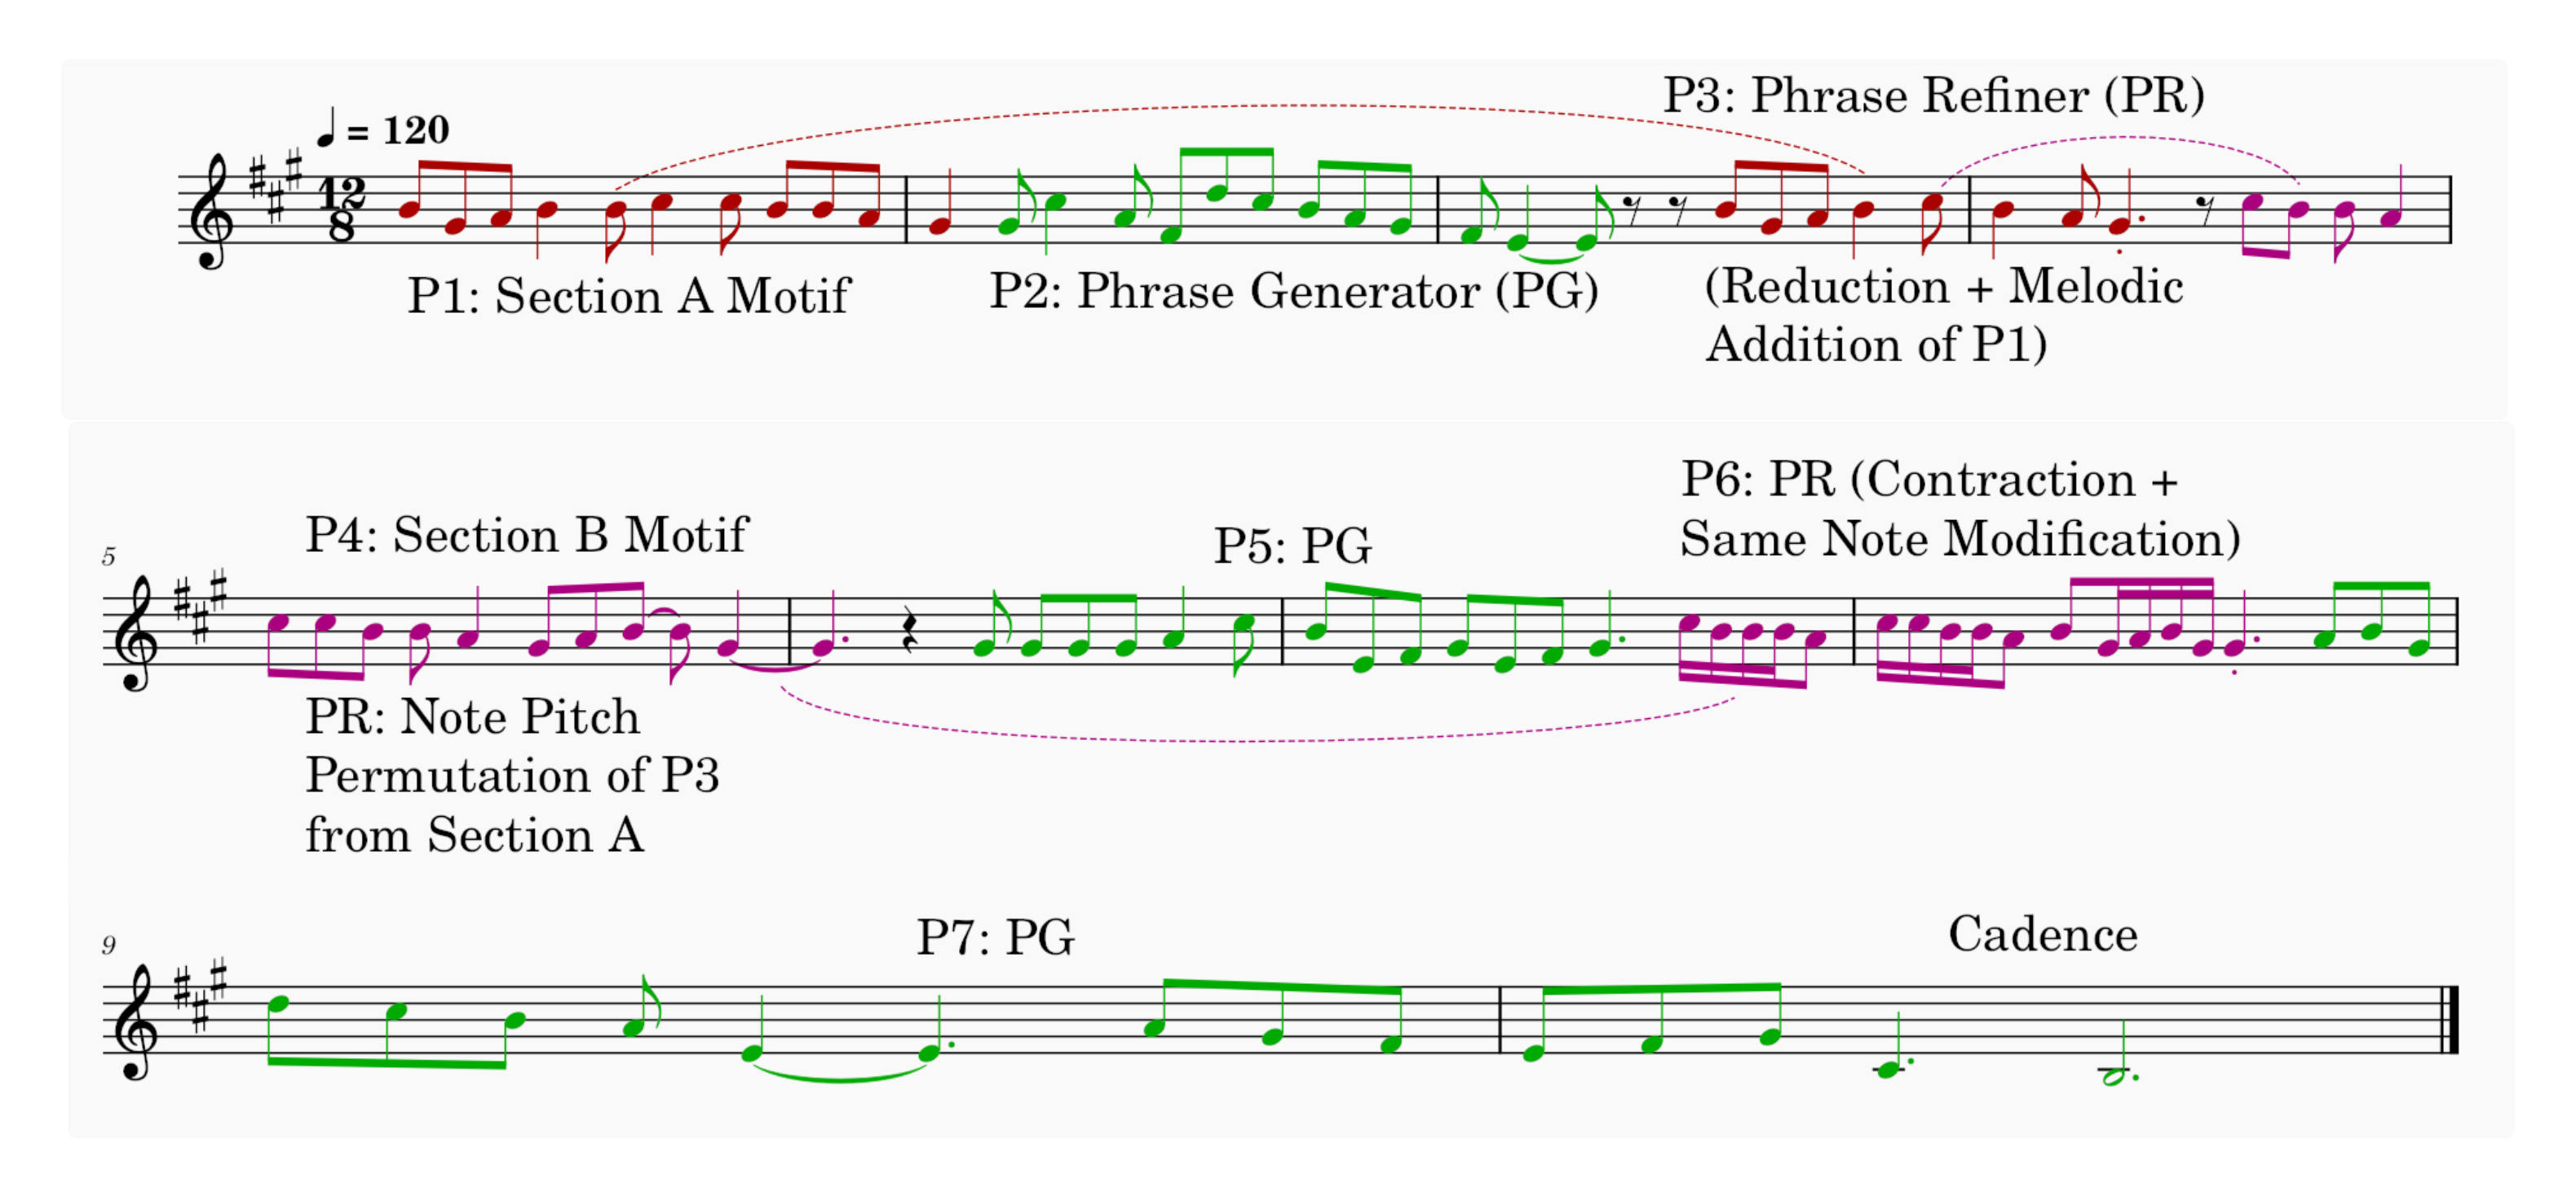 P3: Phrase Refiner (PR)
= 120
12
8
P1: Section A Motif
P2: Phrase Generator (PG)
(Reduction + Melodic
Addition of P1)
P6: PR (Contraction +
Same Note Modification)
P4: Section B Motif
P5: PG
5
PR: Note Pitch
Permutation of P3
from Section A
P7: PG
Cadence
9